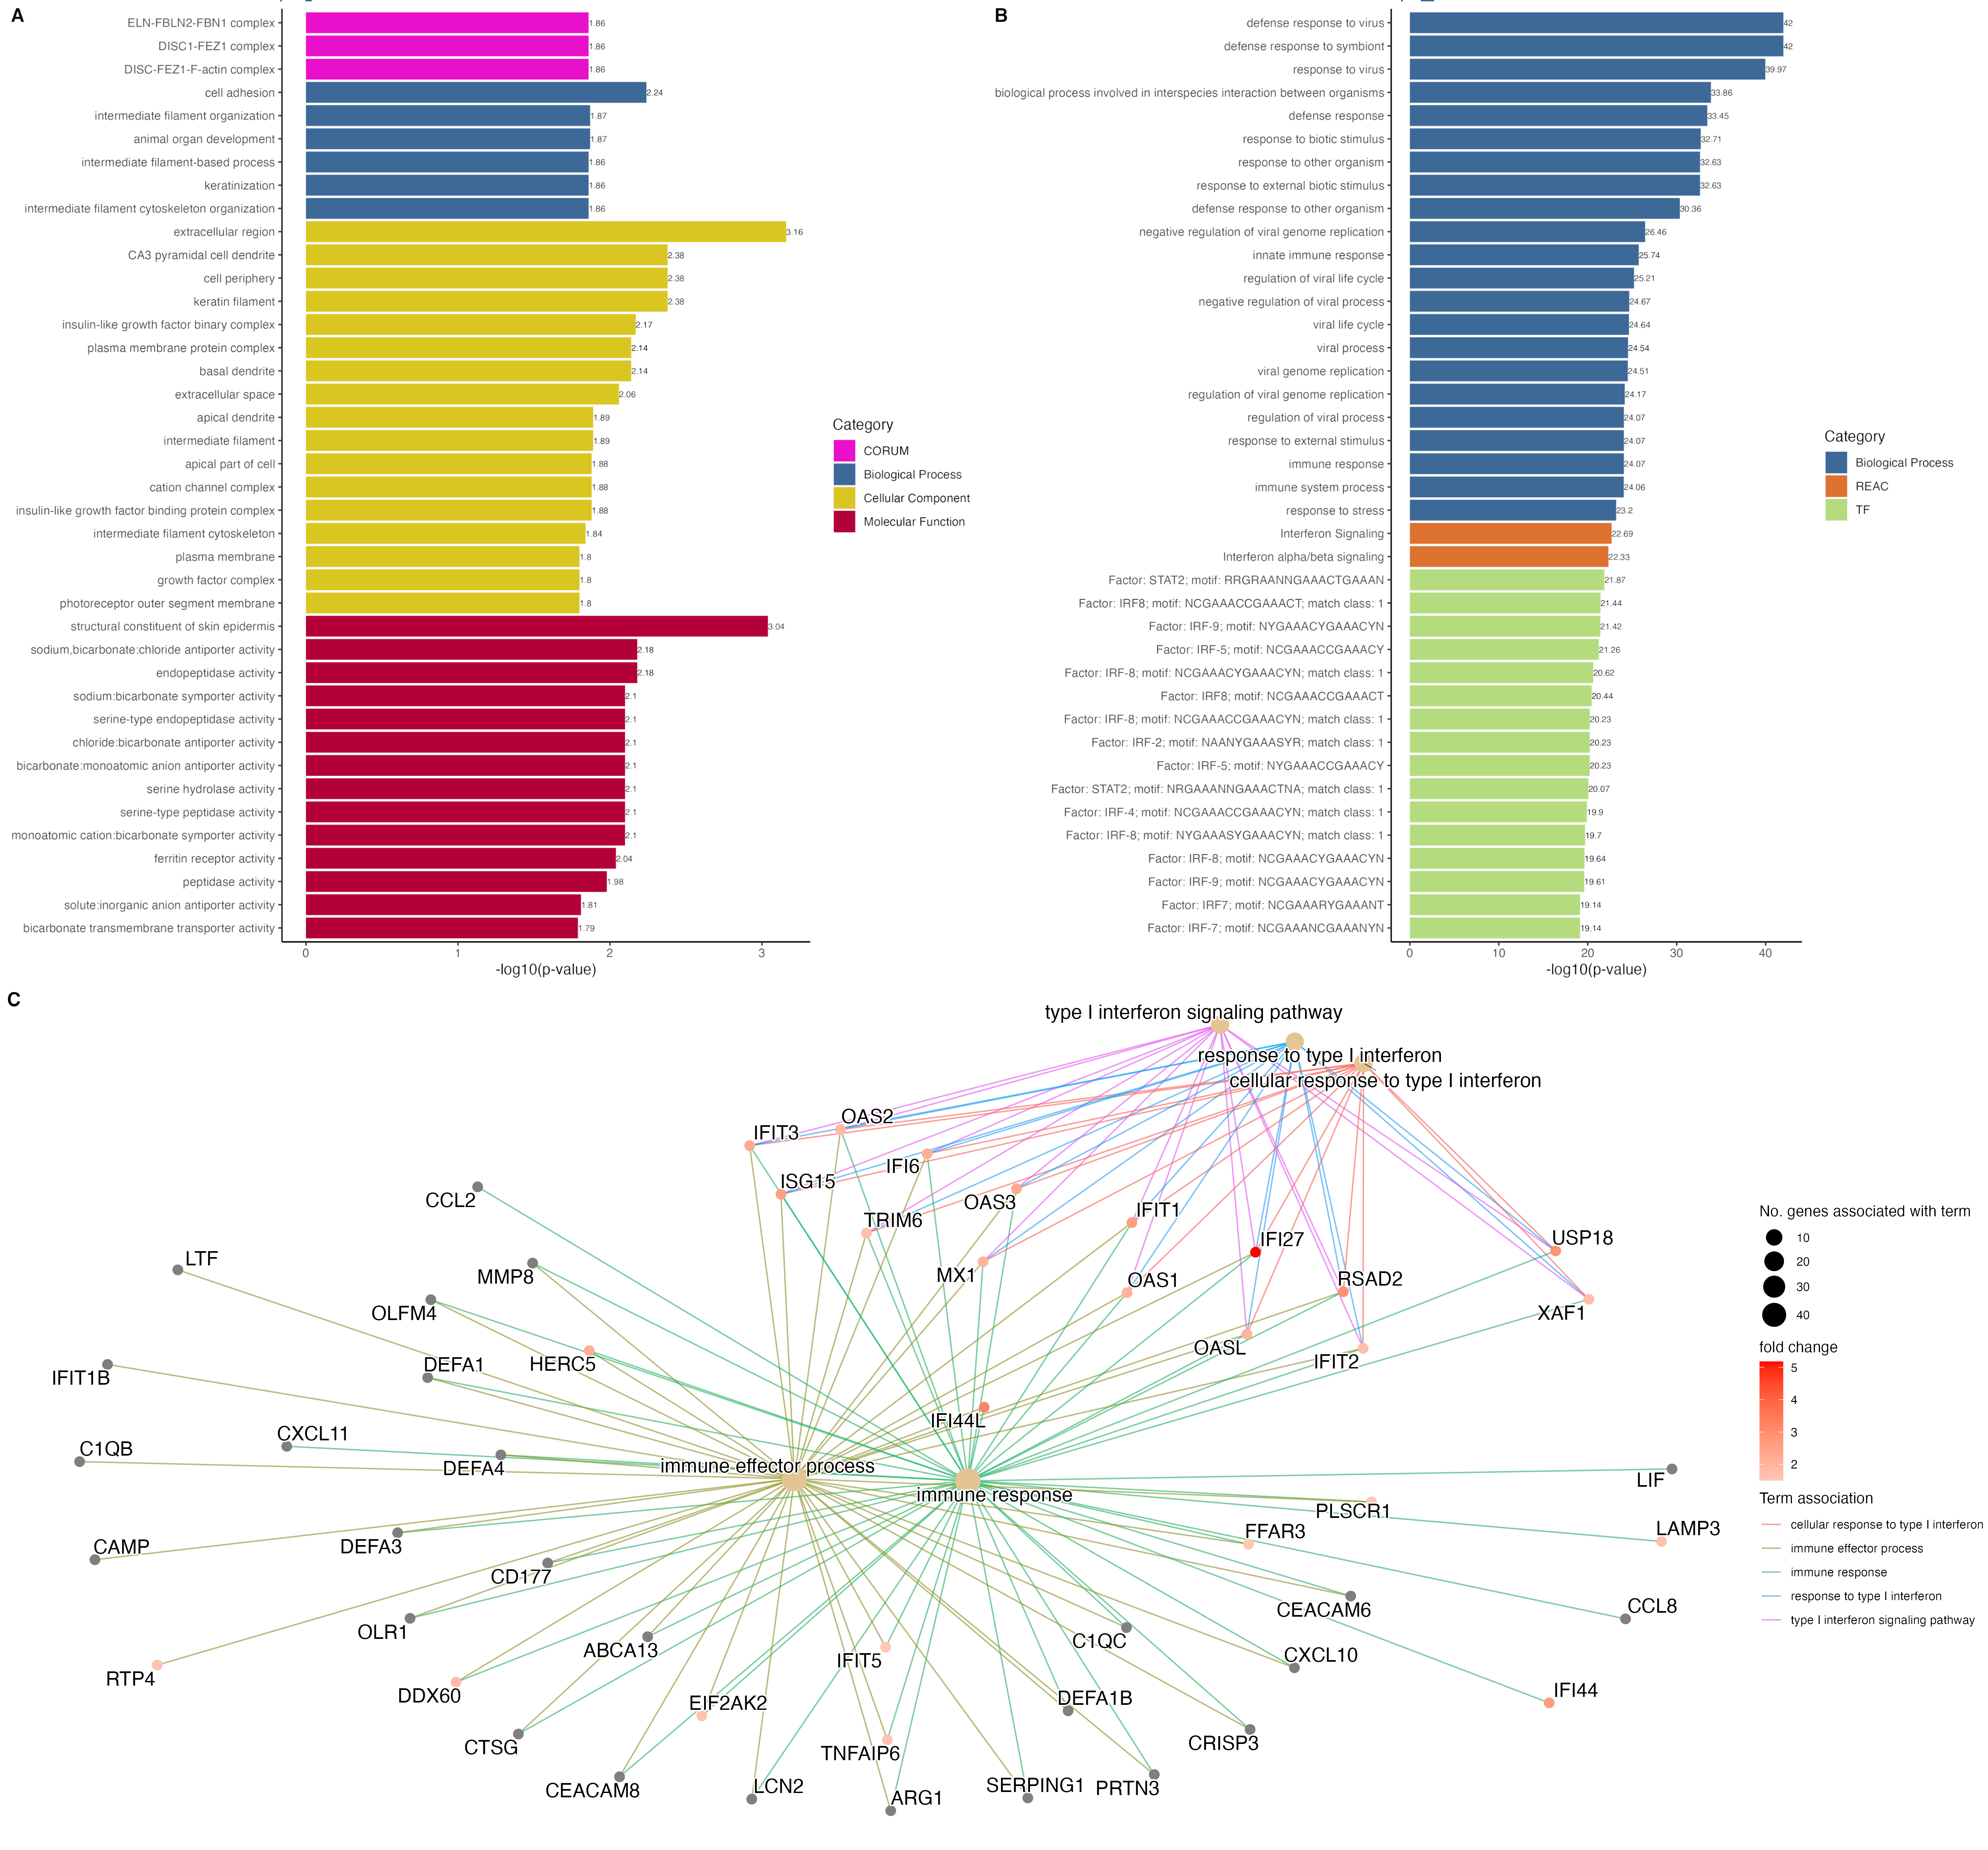 A
ELN-FBLN2-FBN1 complex 1.86
DISC1-FEZ1 complex 1.86
DISC-FEZ1-F-actin complex 1.86
cell adhesion 2.24
intermediate filament organization 1.87
animal organ development 1.87
intermediate filament-based process 1.86
keratinization 1.86
intermediate filament cytoskeleton organization 1.86
extracellular region 3.16
CA3 pyramidal cell dendrite 2.38
cell periphery 2.38
keratin filament 2.38
insulin-like growth factor binary complex 2.17
plasma membrane protein complex 2.14
basal dendrite 2.14
extracellular space 2.06
apical dendrite 1.89
intermediate filament 1.89
apical part of cell 1.88
cation channel complex 1.88
insulin-like growth factor binding protein complex 1.88
intermediate filament cytoskeleton 1.84
plasma membrane 1.8
growth factor complex 1.8
photoreceptor outer segment membrane 1.8
structural constituent of skin epidermis 3.04
sodium,bicarbonate:chloride antiporter activity 2.18
endopeptidase activity 2.18
sodium:bicarbonate symporter activity 2.1
serine-type endopeptidase activity 2.1
chloride:bicarbonate antiporter activity 2.1
bicarbonate:monoatomic anion antiporter activity 2.1
serine hydrolase activity 2.1
serine-type peptidase activity 2.1
monoatomic cation:bicarbonate symporter activity 2.1
ferritin receptor activity 2.04
peptidase activity 1.98
solute:inorganic anion antiporter activity 1.81
bicarbonate transmembrane transporter activity 1.79
0 1 2 3
-log10(p-value)
Category
CORUM
Biological Process
Cellular Component
Molecular Function
B
defense response to virus 42
defense response to symbiont 42
response to virus 39.97
biological process involved in interspecies interaction between organisms 33.86
defense response 33.45
response to biotic stimulus 32.71
response to other organism 32.63
response to external biotic stimulus 32.63
defense response to other organism 30.36
negative regulation of viral genome replication 26.46
innate immune response 25.74
regulation of viral life cycle 25.21
negative regulation of viral process 24.67
viral life cycle 24.64
viral process 24.54
viral genome replication 24.51
regulation of viral genome replication 24.17
regulation of viral process 24.07
response to external stimulus 24.07
immune response 24.07
immune system process 24.06
response to stress 23.2
Interferon Signaling 22.69
Interferon alpha/beta signaling 22.33
Factor: STAT2; motif: RRGRAANNGAAACTGAAAN 21.87
Factor: IRF8; motif: NCGAAACCGAAACT; match class: 1 21.44
Factor: IRF-9; motif: NYGAAACYGAAACYN 21.42
Factor: IRF-5; motif: NCGAAACCGAAACY 21.26
Factor: IRF-8; motif: NCGAAACYGAAACYN; match class: 1 20.62
Factor: IRF8; motif: NCGAAACCGAAACT 20.44
Factor: IRF-8; motif: NCGAAACCGAAACYN; match class: 1 20.23
Factor: IRF-2; motif: NAANYGAAASYR; match class: 1 20.23
Factor: IRF-5; motif: NYGAAACCGAAACY 20.23
Factor: STAT2; motif: NRGAAANNGAAACTNA; match class: 1 20.07
Factor: IRF-4; motif: NCGAAACCGAAACYN; match class: 1 19.9
Factor: IRF-8; motif: NYGAAASYGAAACYN; match class: 1 19.7
Factor: IRF-8; motif: NCGAAACYGAAACYN 19.64
Factor: IRF-9; motif: NCGAAACYGAAACYN 19.61
Factor: IRF7; motif: NCGAAARYGAAANT 19.14
Factor: IRF-7; motif: NCGAAANCGAAANYN 19.14
0 10 20 30 40
-log10(p-value)
Category
Biological Process
REAC
TF
C
type I interferon signaling pathway
response to type I interferon
cellular response to type I interferon
OAS2
IFIT3
IFI6
ISG15
CCL2
OAS3
IFIT1
TRIM6
IFI27
USP18
LTF
MMP8
MX1
OAS1
RSAD2
OLFM4
XAF1
OASL
IFIT2
DEFA1
HERC5
IFIT1B
IFI44L
CXCL11
C1QB
DEFA4
immune effector process
immune response
LIF
PLSCR1
FFAR3
LAMP3
CAMP
DEFA3
CD177
CEACAM6
CCL8
OLR1
C1QC
ABCA13
CXCL10
IFIT5
RTP4
IFI44
DDX60
EIF2AK2
DEFA1B
CTSG
TNFAIP6
CRISP3
CEACAM8
LCN2
SERPING1
PRTN3
ARG1
No. genes associated with term
10
20
30
40
fold change
5
4
3
2
Term association
cellular response to type I interferon
immune effector process
immune response
response to type I interferon
type I interferon signaling pathway